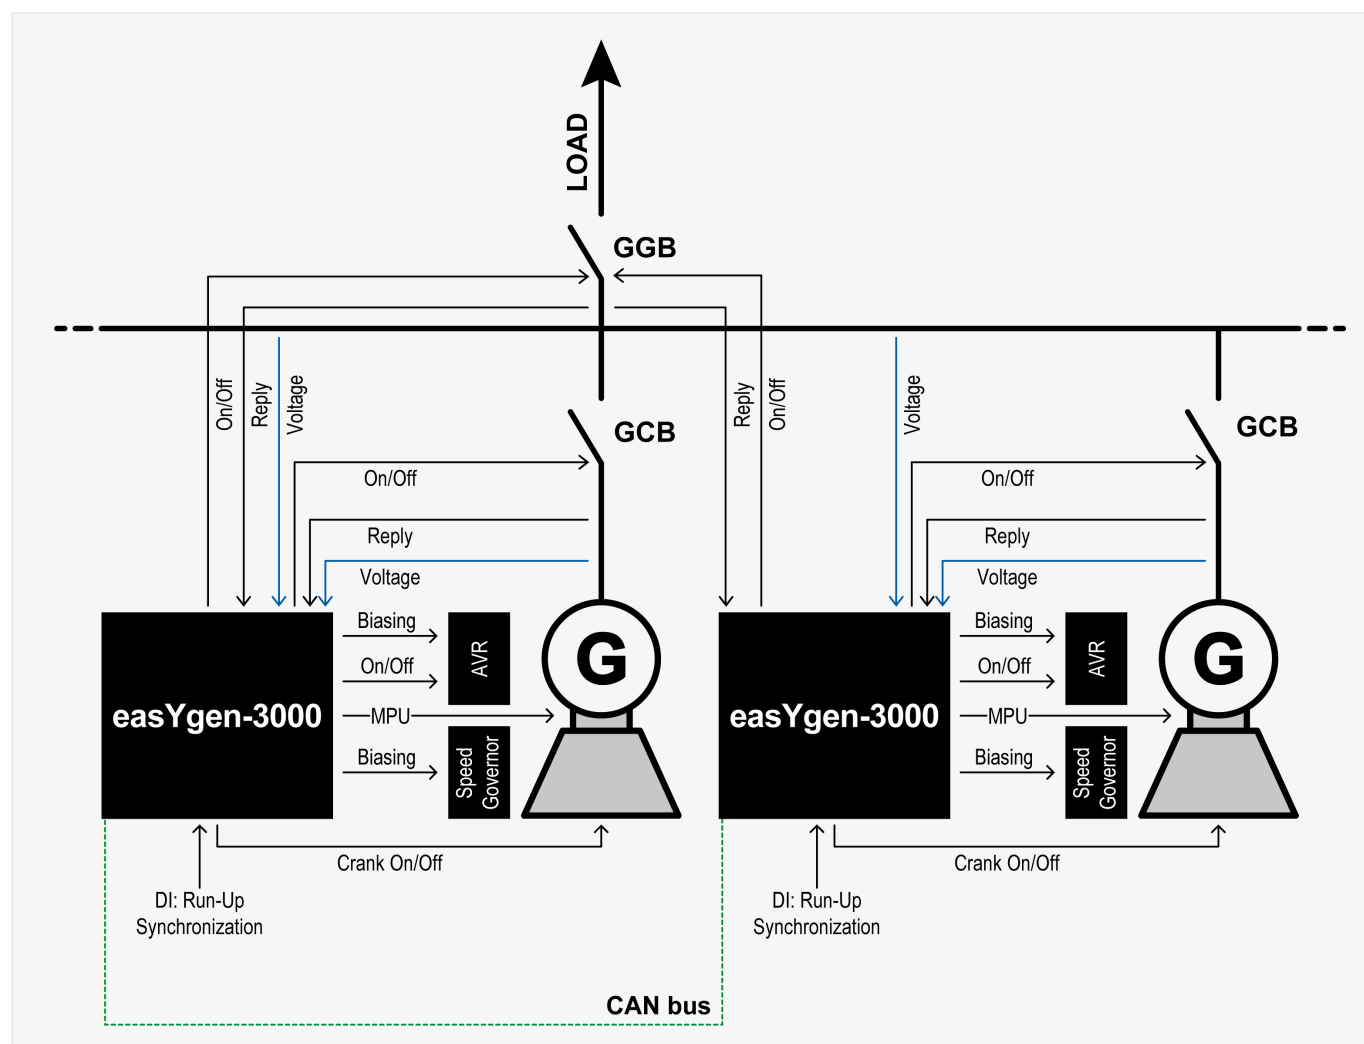 LOAD
GGB
On/Off
Reply
Voltage
Reply
On/Off
Voltage
GCB
GCB
On/Off
On/Off
Reply
Reply
Voltage
Voltage
easYgen-3000
Biasing
On/Off
MPU
Biasing
AVR
Speed
Governor
G
easYgen-3000
Biasing
On/Off
MPU
Biasing
AVR
Speed
Governor
G
Crank On/Off
Crank On/Off
DI: Run-Up
Synchronization
DI: Run-Up
Synchronization
CAN bus